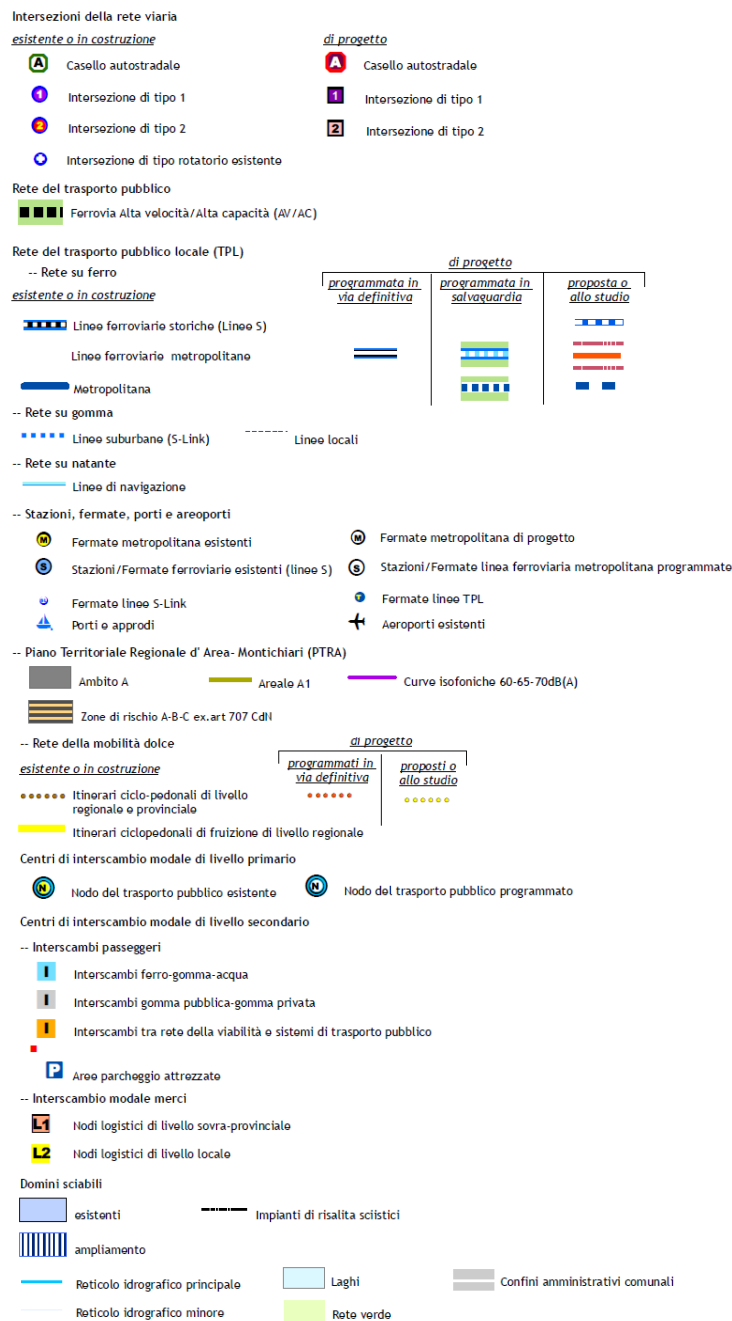 Intersezioni della rete viaria
esistente o in costruzione
di progetto
A Casello autostradale
A Casello autostradale
1 Intersezione di tipo 1
1 Intersezione di tipo 1
2 Intersezione di tipo 2
2 Intersezione di tipo 2
Intersezione di tipo rotatorio esistente
Rete del trasporto pubblico
Ferrovia Alta velocità/Alta capacità (AV/AC)
Rete del trasporto pubblico locale (TPL)
di progetto
-- Rete su ferro
programmata in via definitiva
programmata in salvaguardia
proposta o allo studio
esistente o in costruzione
Linee ferroviarie storiche (Linee S)
Linee ferroviarie metropolitane
Metropolitana
-- Rete su gomma
Linee suburbane (S-Link)
Linee locali
-- Rete su natante
Linee di navigazione
-- Stazioni, fermate, porti e areoporti
M Fermate metropolitana esistenti
M Fermate metropolitana di progetto
S Stazioni/Fermate ferroviarie esistenti (linee S)
S Stazioni/Fermate linea ferroviaria metropolitana programmate
Fermate linee S-Link
T Fermate linee TPL
Porti e approdi
Aeroporti esistenti
-- Piano Territoriale Regionale d' Area- Montichiari (PTRA)
Ambito A
Areale A1
Curve isofoniche 60-65-70dB(A)
Zone di rischio A-B-C ex.art 707 CdN
-- Rete della mobilità dolce
di progetto
esistente o in costruzione
programmati in via definitiva
proposti o allo studio
Itinerari ciclo-pedonali di livello
regionale e provinciale
Itinerari ciclopedonali di fruizione di livello regionale
Centri di interscambio modale di livello primario
N Nodo del trasporto pubblico esistente
N Nodo del trasporto pubblico programmato
Centri di interscambio modale di livello secondario
-- Interscambi passeggeri
I Interscambi ferro-gomma-acqua
I Interscambi gomma pubblica-gomma privata
I Interscambi tra rete della viabilità e sistemi di trasporto pubblico
P Aree parcheggio attrezzate
-- Interscambio modale merci
L1 Nodi logistici di livello sovra-provinciale
L2 Nodi logistici di livello locale
Domini sciabili
esistenti
Impianti di risalita sciistici
ampliamento
Reticolo idrografico principale
Laghi
Confini amministrativi comunali
Reticolo idrografico minore
Rete verde